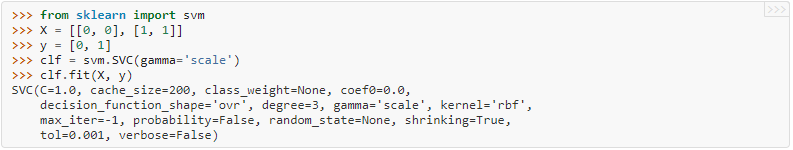 >>>
>>> from sklearn import svm
>>> X = [[0, 0], [1, 1]]
>>> y = [0, 1]
>>> clf = svm.SVC(gamma='scale')
>>> clf.fit(X, y)
SVC(C=1.0, cache_size=200, class_weight=None, coef0=0.0,
    decision_function_shape='ovr', degree=3, gamma='scale', kernel='rbf',
    max_iter=-1, probability=False, random_state=None, shrinking=True,
    tol=0.001, verbose=False)